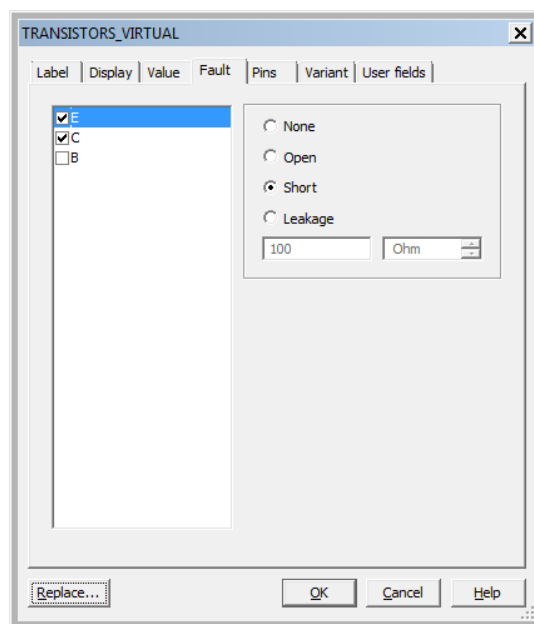 TRANSISTORS_VIRTUAL
Label Display Value Fault Pins Variant User fields
E
C
B
None
Open
Short
Leakage
100 Ohm
Replace... OK Cancel Help